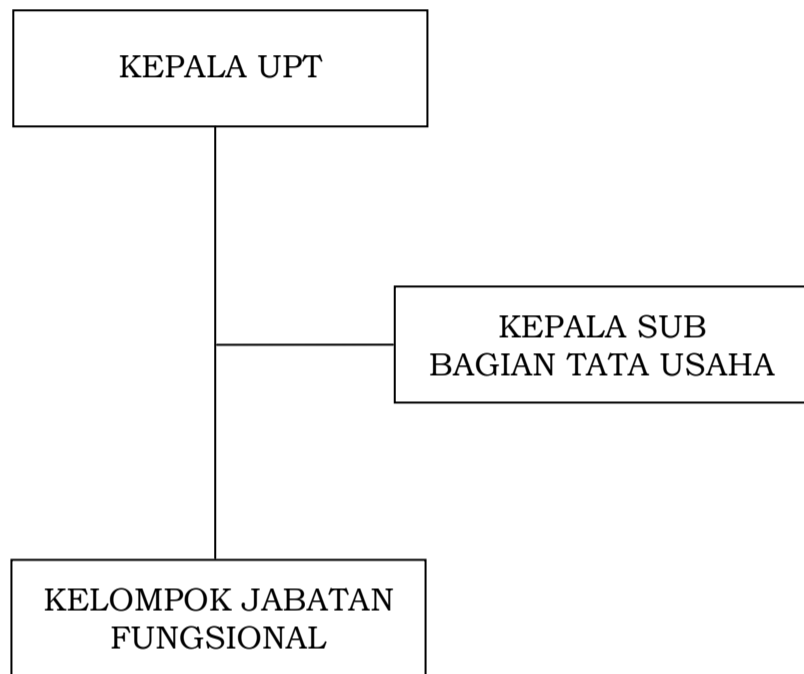 KEPALA UPT
KEPALA SUB
BAGIAN TATA USAHA
KELOMPOK JABATAN
FUNGSIONAL